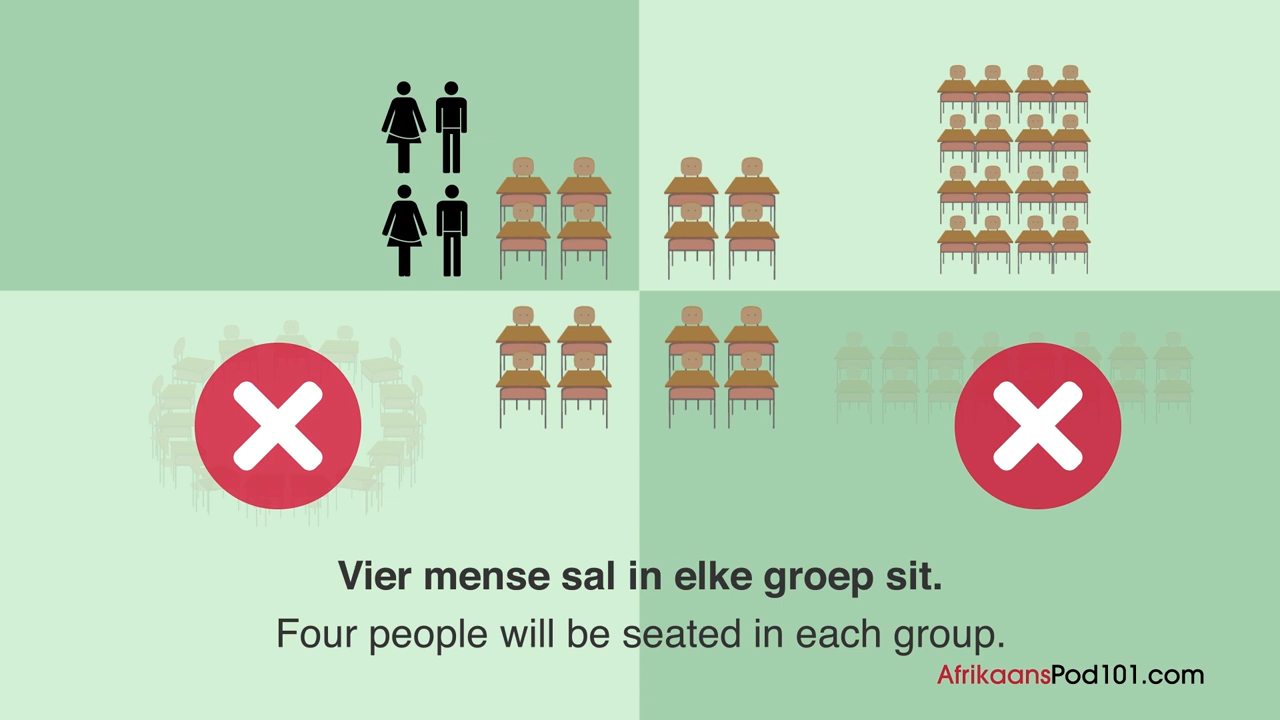 Vier mense sal in elke groep sit.
Four people will be seated in each group.
AfrikaansPod101.com